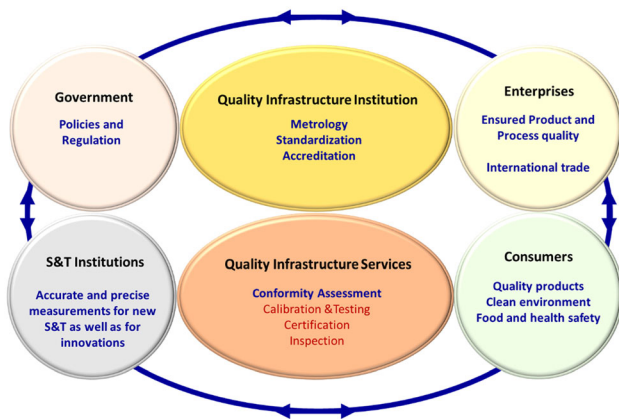 Government
Policies and
Regulation
Quality Infrastructure Institution
Metrology
Standardization
Accreditation
Enterprises
Ensured Product and
Process quality
International trade
S&T Institutions
Accurate and precise
measurements for new
S&T as well as for
innovations
Quality Infrastructure Services
Conformity Assessment
Calibration &Testing
Certification
Inspection
Consumers
Quality products
Clean environment
Food and health safety